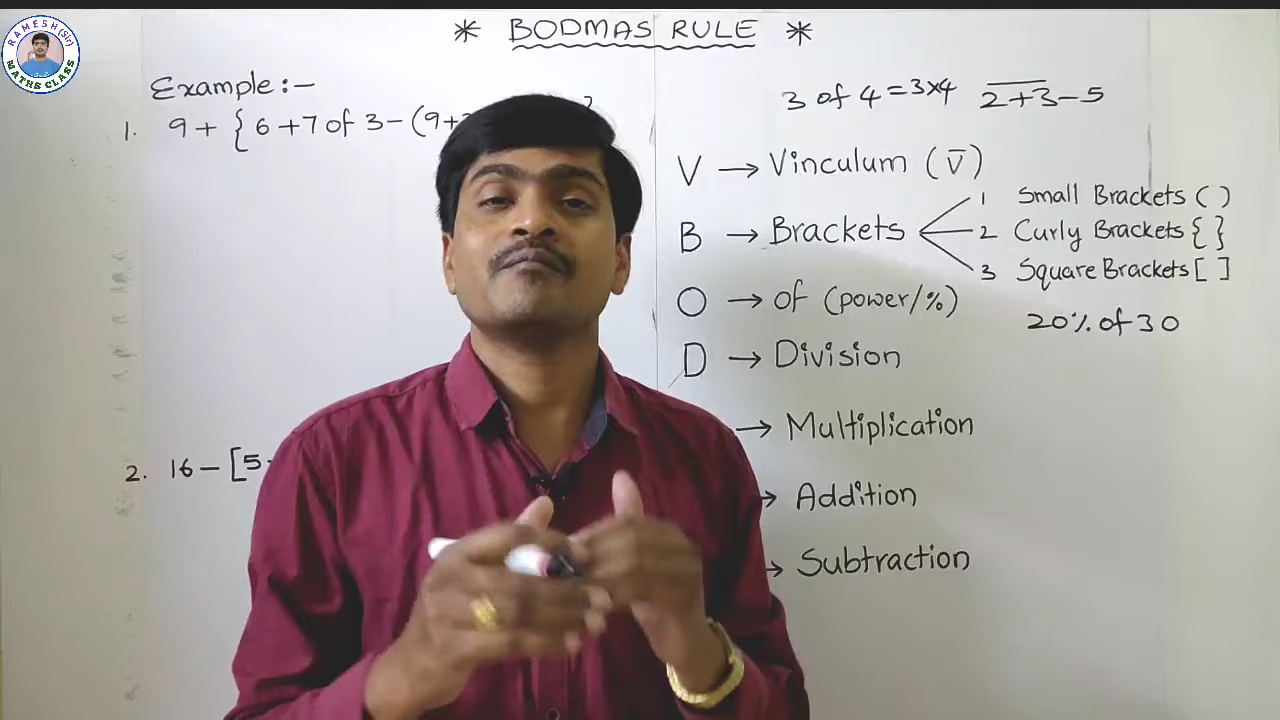 RAMESH (Sir)
MATHS CLASS
* BODMAS RULE *
Example :-
1. 9 + { 6 + 7 of 3 - (9+
3 of 4 = 3×4
2+3-5
V → Vinculum (V̅)
B → Brackets
1 Small Brackets ( )
2 Curly Brackets { }
3 Square Brackets [ ]
O → of (power/%)
20% of 30
D → Division
→ Multiplication
2. 16 - [5
→ Addition
→ Subtraction